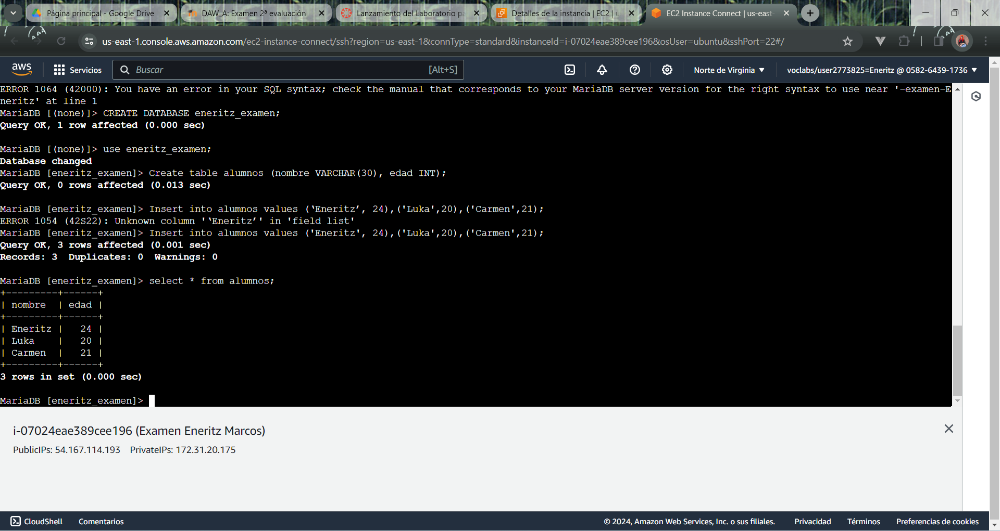 Página principal - Google Drive
DAW_A: Examen 2ª evaluación
Lanzamiento del Laboratorio pa
Detalles de la instancia | EC2 | u
EC2 Instance Connect | us-east-
us-east-1.console.aws.amazon.com/ec2-instance-connect/ssh?region=us-east-1&connType=standard&instanceId=i-07024eae389cee196&osUser=ubuntu&sshPort=22#/
aws Servicios Buscar [Alt+S] Norte de Virginia voclabs/user2773825=Eneritz @ 0582-6439-1736
ERROR 1064 (42000): You have an error in your SQL syntax; check the manual that corresponds to your MariaDB server version for the right syntax to use near '-examen-E
neritz' at line 1
MariaDB [(none)]> CREATE DATABASE eneritz_examen;
Query OK, 1 row affected (0.000 sec)
MariaDB [(none)]> use eneritz_examen;
Database changed
MariaDB [eneritz_examen]> Create table alumnos (nombre VARCHAR(30), edad INT);
Query OK, 0 rows affected (0.013 sec)
MariaDB [eneritz_examen]> Insert into alumnos values (‘Eneritz’, 24),('Luka',20),('Carmen',21);
ERROR 1054 (42S22): Unknown column '‘Eneritz’' in 'field list'
MariaDB [eneritz_examen]> Insert into alumnos values ('Eneritz', 24),('Luka',20),('Carmen',21);
Query OK, 3 rows affected (0.001 sec)
Records: 3  Duplicates: 0  Warnings: 0
MariaDB [eneritz_examen]> select * from alumnos;
+---------+------+
| nombre  | edad |
+---------+------+
| Eneritz |   24 |
| Luka    |   20 |
| Carmen  |   21 |
+---------+------+
3 rows in set (0.000 sec)
MariaDB [eneritz_examen]>
i-07024eae389cee196 (Examen Eneritz Marcos)
PublicIPs: 54.167.114.193 PrivateIPs: 172.31.20.175
CloudShell Comentarios © 2024, Amazon Web Services, Inc. o sus filiales. Privacidad Términos Preferencias de cookies